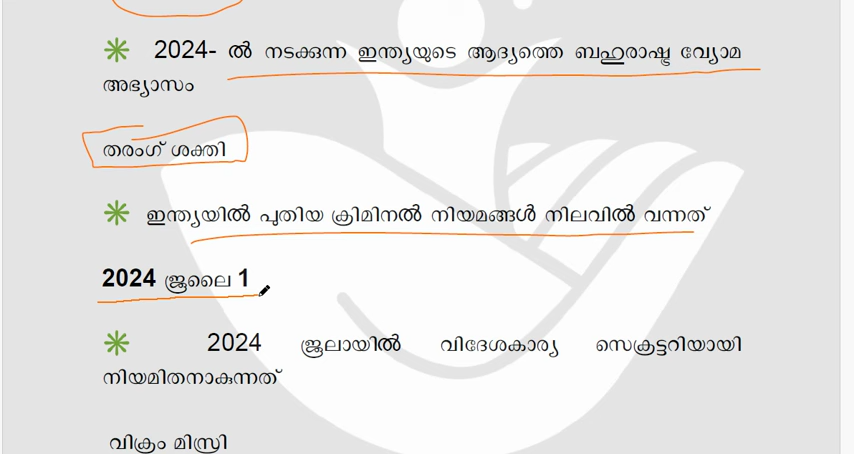 2024- ൽ നടക്കുന്ന ഇന്ത്യയുടെ ആദ്യത്തെ ബഹുരാഷ്ട്ര വ്യോമ
അഭ്യാസം
തരംഗ് ശക്തി
ഇന്ത്യയിൽ പുതിയ ക്രിമിനൽ നിയമങ്ങൾ നിലവിൽ വന്നത്
2024 ജൂലൈ 1
2024 ജൂലായിൽ വിദേശകാര്യ സെക്രട്ടറിയായി
നിയമിതനാകുന്നത്
വിക്രം മിസ്രി